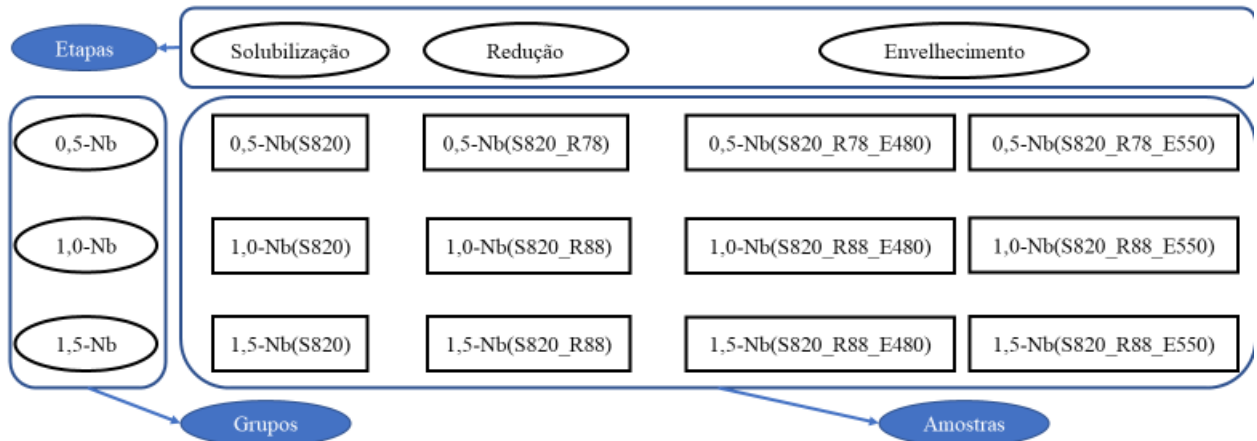 Etapas
Solubilização
Redução
Envelhecimento
0,5-Nb
0,5-Nb(S820)
0,5-Nb(S820_R78)
0,5-Nb(S820_R78_E480)
0,5-Nb(S820_R78_E550)
1,0-Nb
1,0-Nb(S820)
1,0-Nb(S820_R88)
1,0-Nb(S820_R88_E480)
1,0-Nb(S820_R88_E550)
1,5-Nb
1,5-Nb(S820)
1,5-Nb(S820_R88)
1,5-Nb(S820_R88_E480)
1,5-Nb(S820_R88_E550)
Grupos
Amostras